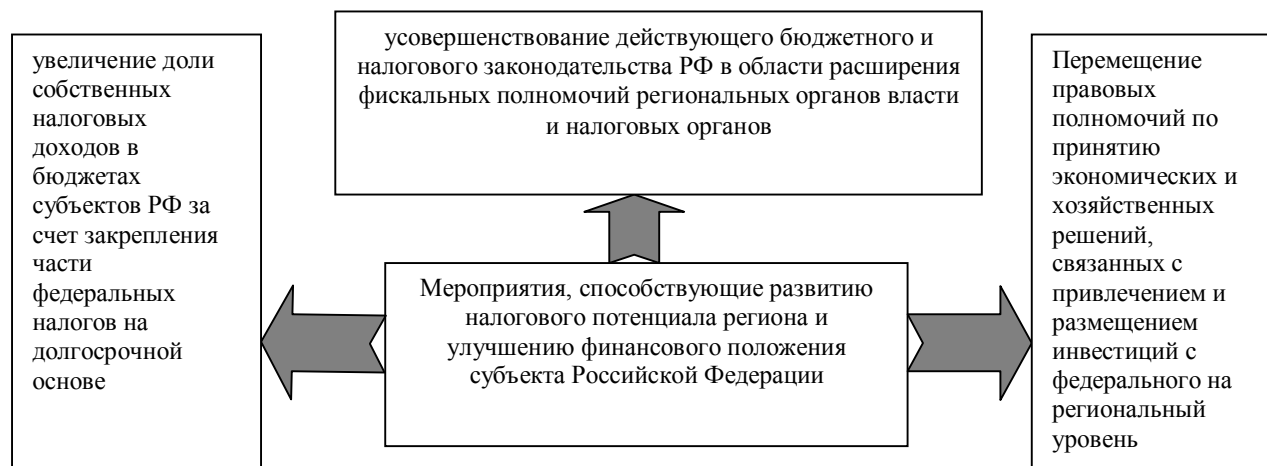 увеличение доли
собственных
налоговых
доходов в
бюджетах
субъектов РФ за
счет закрепления
части
федеральных
налогов на
долгосрочной
основе
усовершенствование действующего бюджетного и
налогового законодательства РФ в области расширения
фискальных полномочий региональных органов власти
и налоговых органов
Мероприятия, способствующие развитию
налогового потенциала региона и
улучшению финансового положения
субъекта Российской Федерации
Перемещение
правовых
полномочий по
принятию
экономических и
хозяйственных
решений,
связанных с
привлечением и
размещением
инвестиций с
федерального на
региональный
уровень